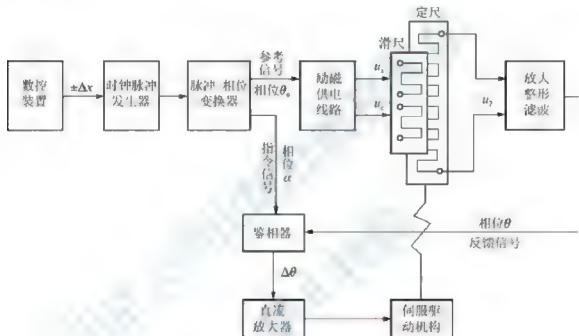 定尺
滑尺
数控
装置
±Δx
时钟脉冲
发生器
脉冲-相位
变换器
参考
信号
相位θ₀
励磁
供电
线路
uₛ
u꜀
u₂
放大
整形
滤波
指令信号
相位α
鉴相器
相位θ
反馈信号
Δθ
直流
放大器
伺服驱
动机构